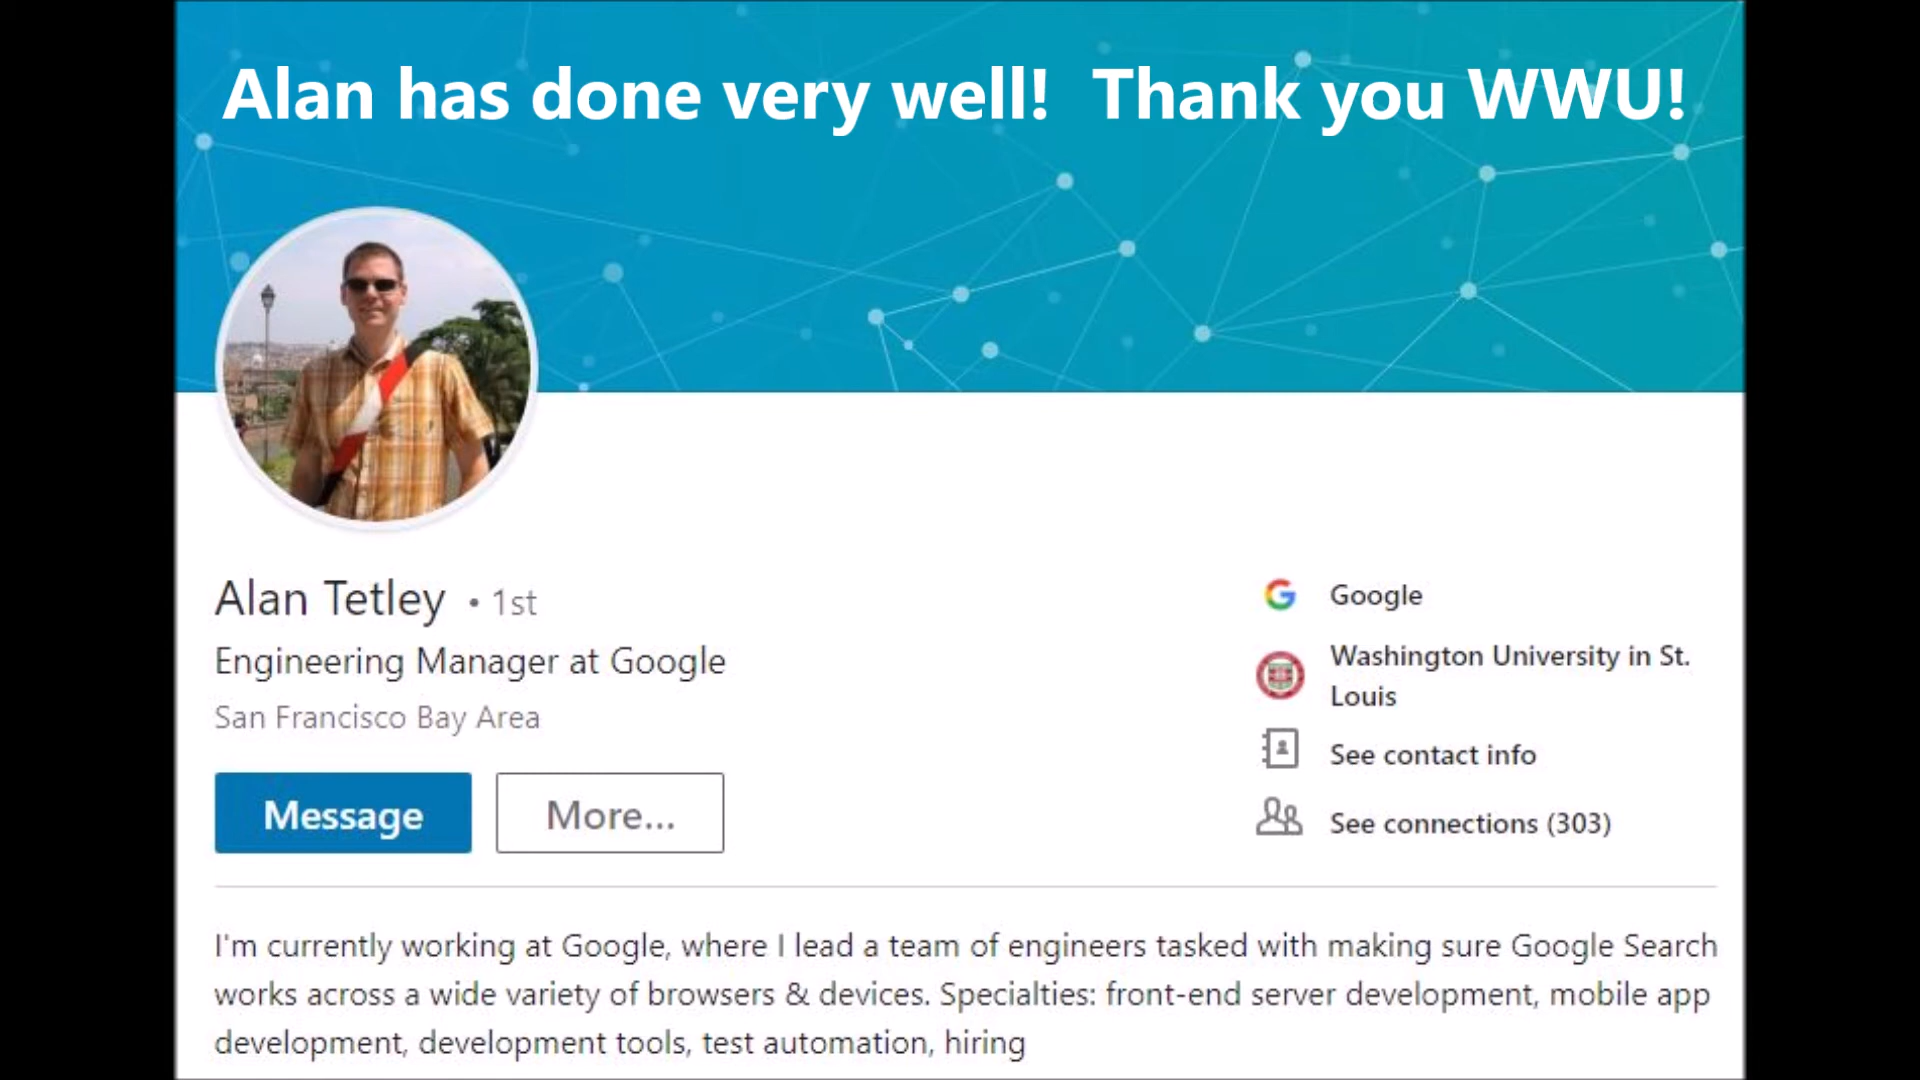 Alan has done very well!  Thank you WWU!
Alan Tetley • 1st
Engineering Manager at Google
San Francisco Bay Area
Message
More...
Google
Washington University in St.
Louis
See contact info
See connections (303)
I'm currently working at Google, where I lead a team of engineers tasked with making sure Google Search
works across a wide variety of browsers & devices. Specialties: front-end server development, mobile app
development, development tools, test automation, hiring